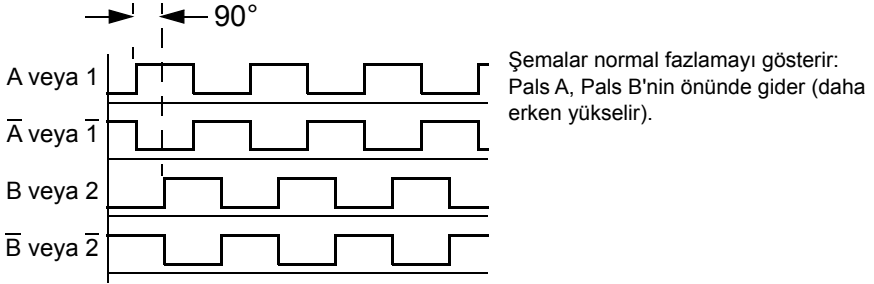 90°
A veya 1
A̅ veya 1̅
B veya 2
B̅ veya 2̅
Şemalar normal fazlamayı gösterir:
Pals A, Pals B'nin önünde gider (daha
erken yükselir).